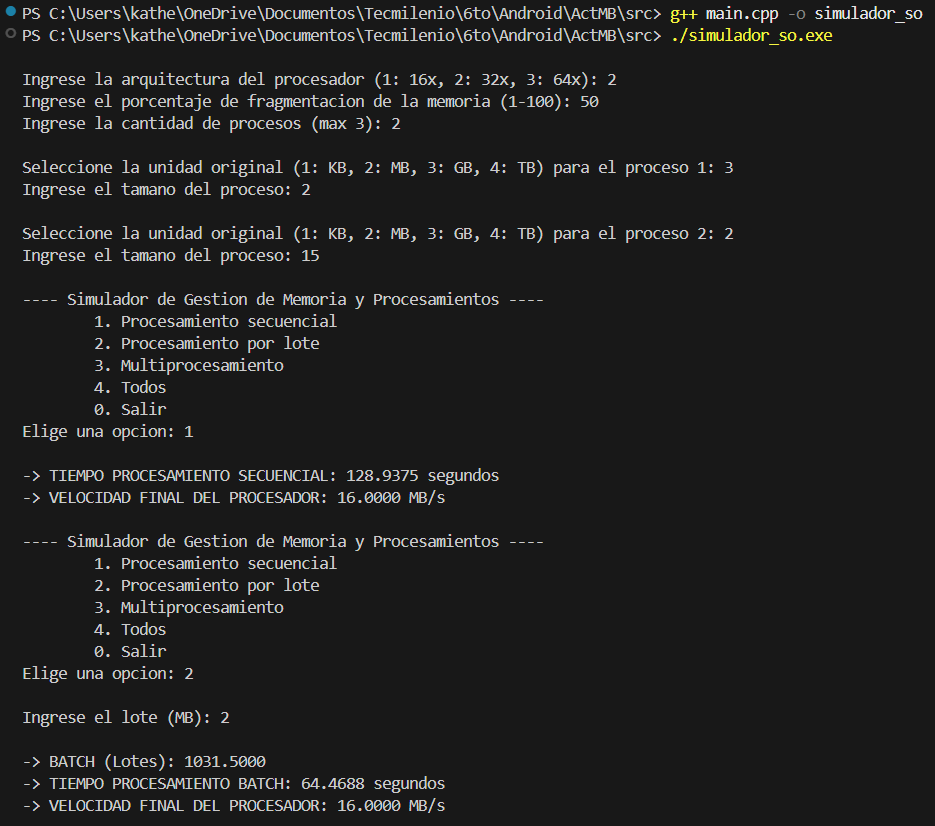 PS C:\Users\kathe\OneDrive\Documentos\Tecmilenio\6to\Android\ActMB\src> g++ main.cpp -o simulador_so
PS C:\Users\kathe\OneDrive\Documentos\Tecmilenio\6to\Android\ActMB\src> ./simulador_so.exe
Ingrese la arquitectura del procesador (1: 16x, 2: 32x, 3: 64x): 2
Ingrese el porcentaje de fragmentacion de la memoria (1-100): 50
Ingrese la cantidad de procesos (max 3): 2
Seleccione la unidad original (1: KB, 2: MB, 3: GB, 4: TB) para el proceso 1: 3
Ingrese el tamano del proceso: 2
Seleccione la unidad original (1: KB, 2: MB, 3: GB, 4: TB) para el proceso 2: 2
Ingrese el tamano del proceso: 15
---- Simulador de Gestion de Memoria y Procesamientos ----
1. Procesamiento secuencial
2. Procesamiento por lote
3. Multiprocesamiento
4. Todos
0. Salir
Elige una opcion: 1
-> TIEMPO PROCESAMIENTO SECUENCIAL: 128.9375 segundos
-> VELOCIDAD FINAL DEL PROCESADOR: 16.0000 MB/s
---- Simulador de Gestion de Memoria y Procesamientos ----
1. Procesamiento secuencial
2. Procesamiento por lote
3. Multiprocesamiento
4. Todos
0. Salir
Elige una opcion: 2
Ingrese el lote (MB): 2
-> BATCH (Lotes): 1031.5000
-> TIEMPO PROCESAMIENTO BATCH: 64.4688 segundos
-> VELOCIDAD FINAL DEL PROCESADOR: 16.0000 MB/s